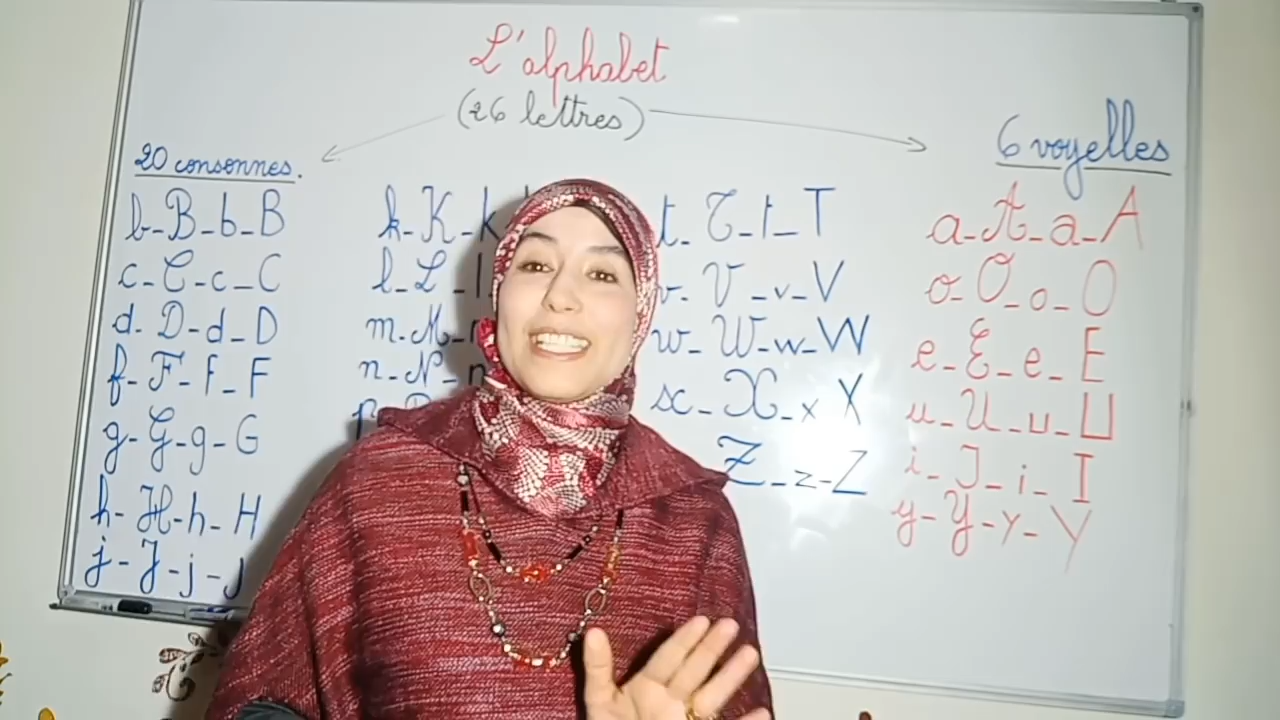 L'alphabet
(26 lettres)
20 consonnes.
6 voyelles
b-B-b-B
c-C-c-C
d-D-d-D
f-F-f-F
g-G-g-G
h-H-h-H
j-J-j-J
k-K-k
l-L-l
m-M-m
n-N-n
p
t-T-t-T
v-V-v-V
w-W-w-W
x-X-x X
Z-z-Z
a-A-a-A
o-O-o-O
e-E-e-E
u-U-u-U
i-I-i-I
y-Y-y-Y